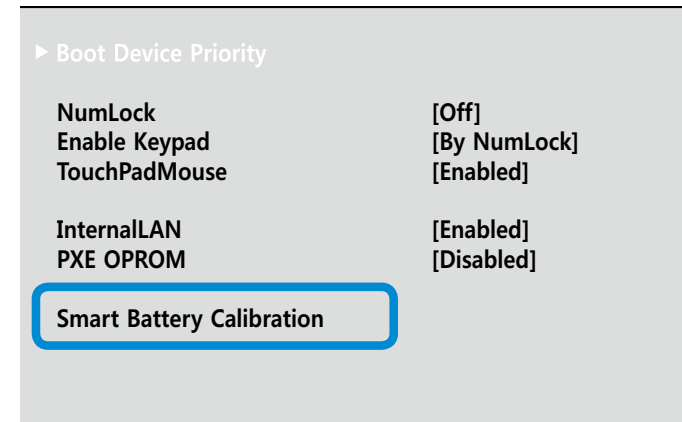 ▶ Boot Device Priority
NumLock [Off]
Enable Keypad [By NumLock]
TouchPadMouse [Enabled]
InternalLAN [Enabled]
PXE OPROM [Disabled]
Smart Battery Calibration